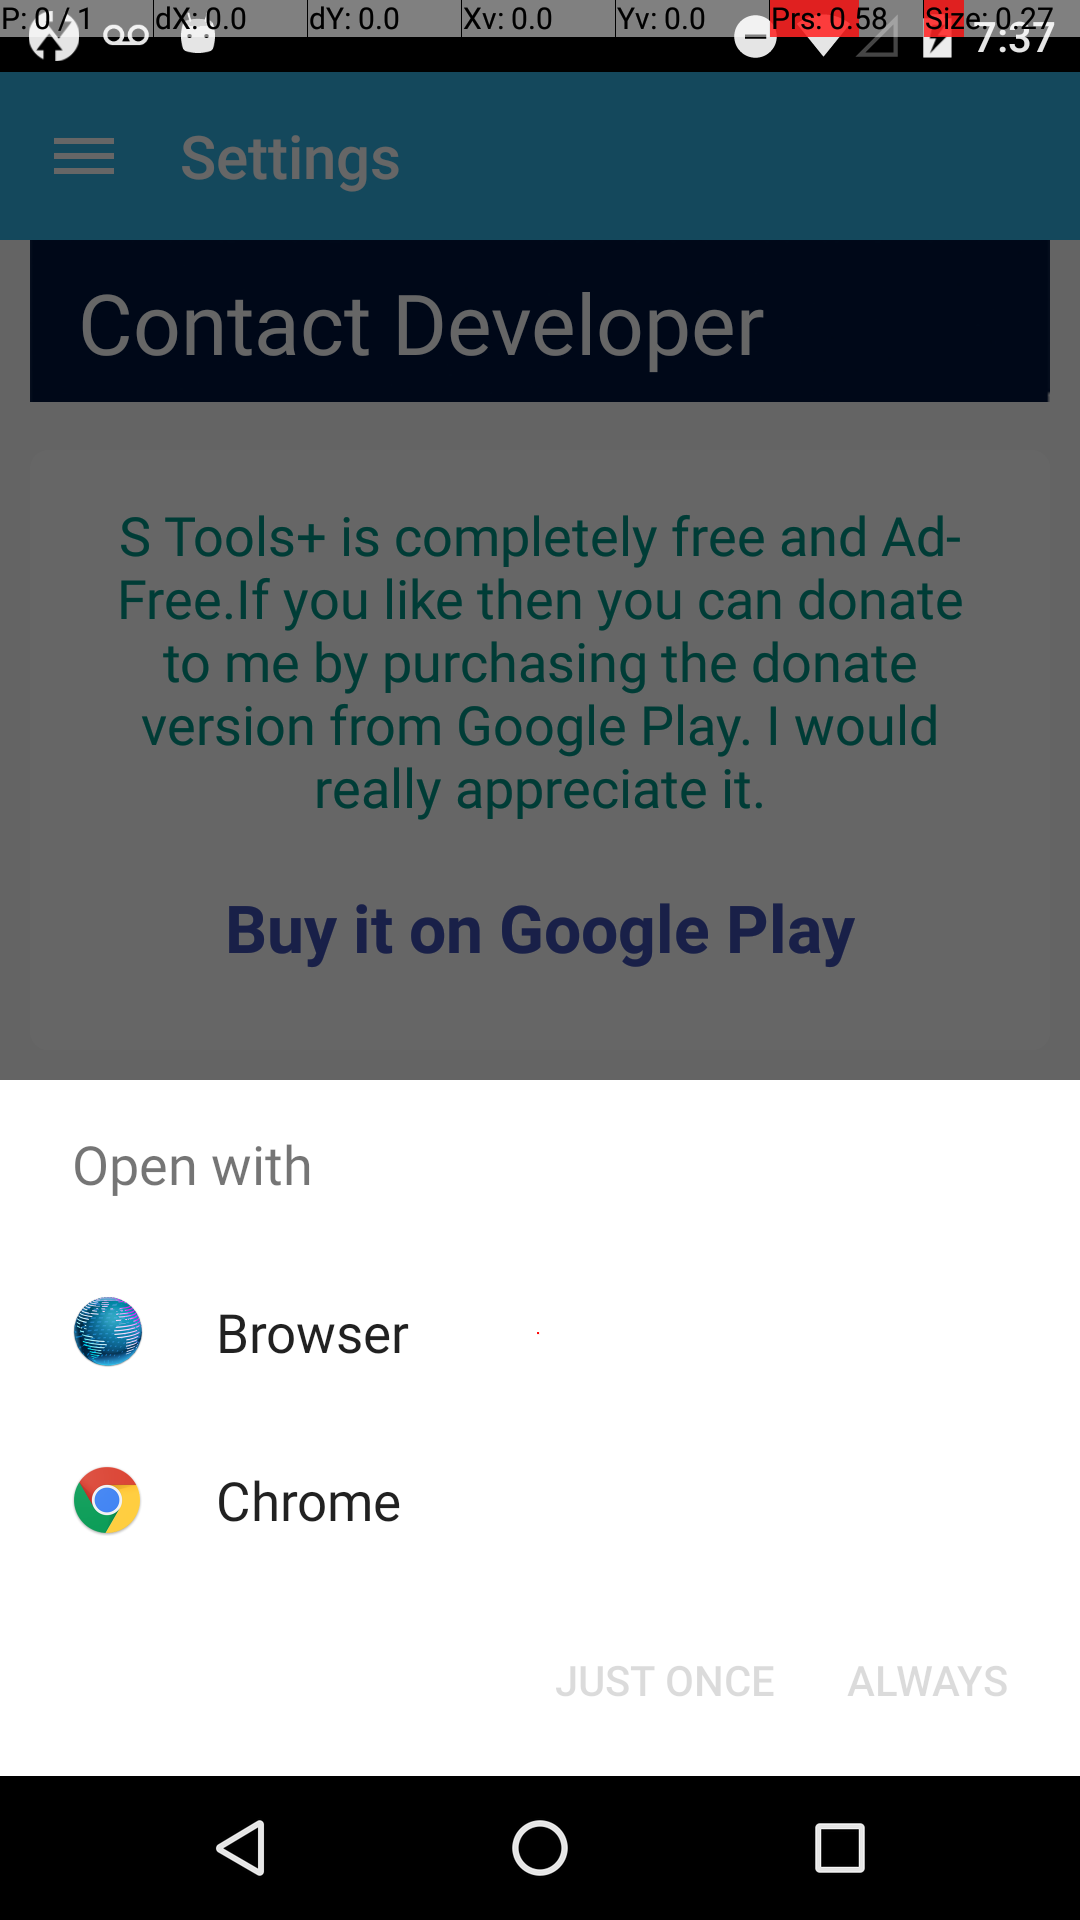 P: 0 / 1 dX: 0.0 dY: 0.0 Xv: 0.0 Yv: 0.0 Prs: 0.58 Size: 0.27
7:37
Settings
Contact Developer
S Tools+ is completely free and Ad-
Free.If you like then you can donate
to me by purchasing the donate
version from Google Play. I would
really appreciate it.
Buy it on Google Play
Open with
Browser
Chrome
JUST ONCE ALWAYS